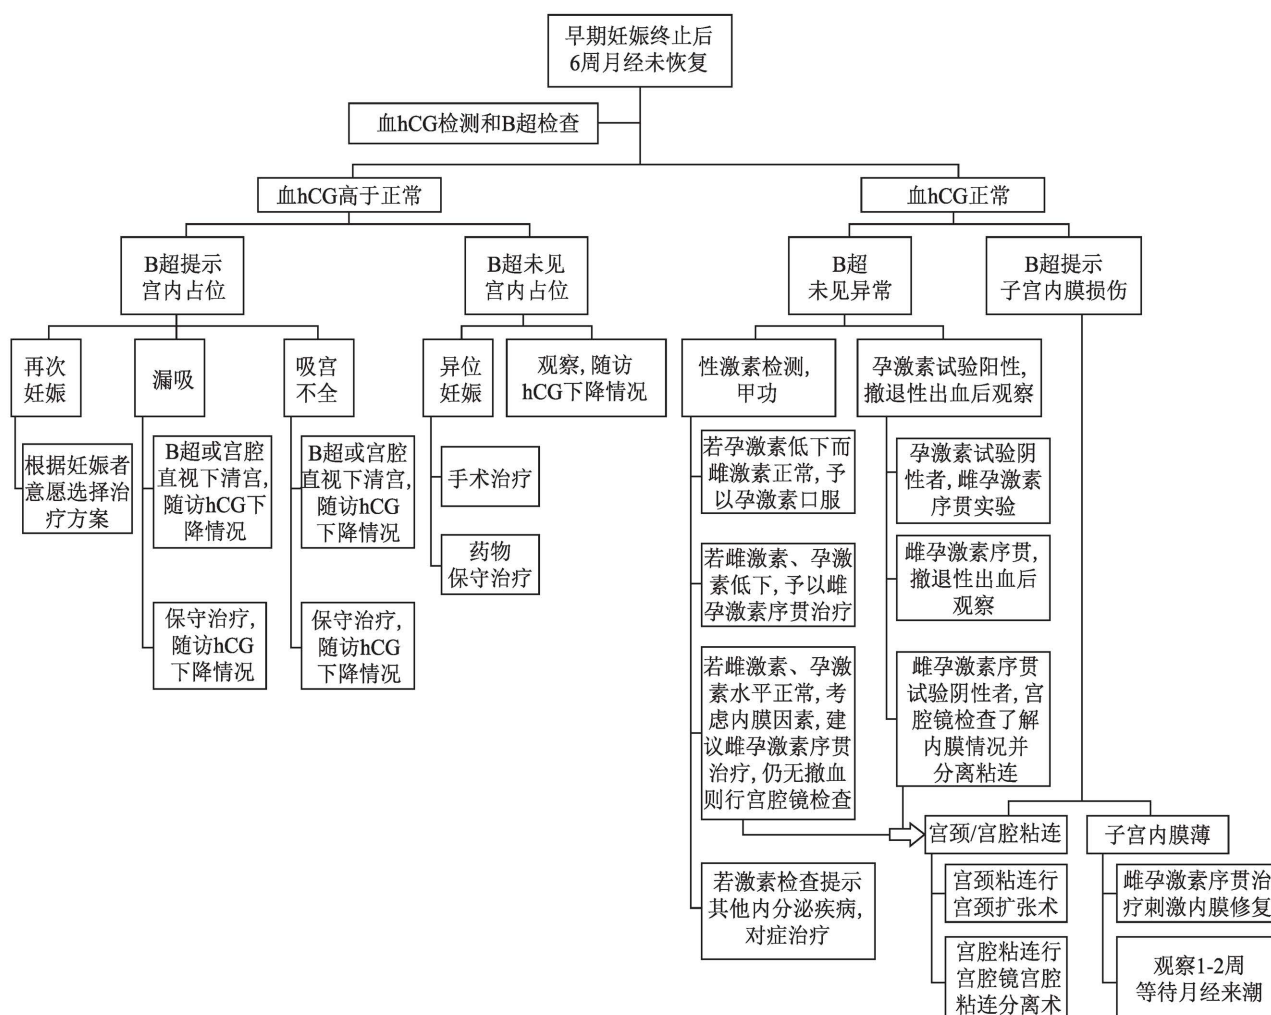 早期妊娠终止后
6周月经未恢复
血hCG检测和B超检查
血hCG高于正常
血hCG正常
B超提示
宫内占位
B超未见
宫内占位
B超
未见异常
B超提示
子宫内膜损伤
再次
妊娠
漏吸
吸宫
不全
异位
妊娠
观察,随访
hCG下降情况
性激素检测,
甲功
孕激素试验阳性,
撤退性出血后观察
根据妊娠者
意愿选择治
疗方案
B超或宫腔
直视下清宫,
随访hCG下
降情况
保守治疗,
随访hCG
下降情况
B超或宫腔
直视下清宫,
随访hCG
下降情况
保守治疗,
随访hCG
下降情况
手术治疗
药物
保守治疗
若孕激素低下而
雌激素正常,予
以孕激素口服
若雌激素、孕激
素低下,予以雌
孕激素序贯治疗
若雌激素、孕激
素水平正常,考
虑内膜因素,建
议雌孕激素序贯
治疗,仍无撤血
则行宫腔镜检查
若激素检查提示
其他内分泌疾病,
对症治疗
孕激素试验阴
性者,雌孕激素
序贯实验
雌孕激素序贯,
撤退性出血后
观察
雌孕激素序贯
试验阴性者,宫
腔镜检查了解
内膜情况并
分离粘连
宫颈/宫腔粘连
宫颈粘连行
宫颈扩张术
宫腔粘连行
宫腔镜宫腔
粘连分离术
子宫内膜薄
雌孕激素序贯治
疗刺激内膜修复
观察1-2周
等待月经来潮